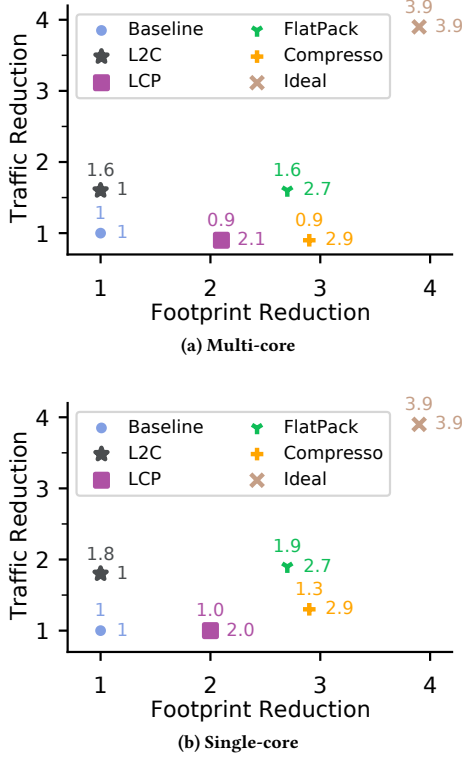 3.9
4
Baseline
FlatPack
3.9
L2C
Compresso
LCP
Ideal
3
Traffic Reduction
2
1.6
1
1.6
2.7
1
1
1
0.9
2.1
0.9
2.9
1
2
3
4
Footprint Reduction
(a) Multi-core
3.9
4
Baseline
FlatPack
3.9
L2C
Compresso
LCP
Ideal
3
Traffic Reduction
2
1.8
1
1.9
2.7
1.3
2.9
1
1
1
1.0
2.0
1
2
3
4
Footprint Reduction
(b) Single-core